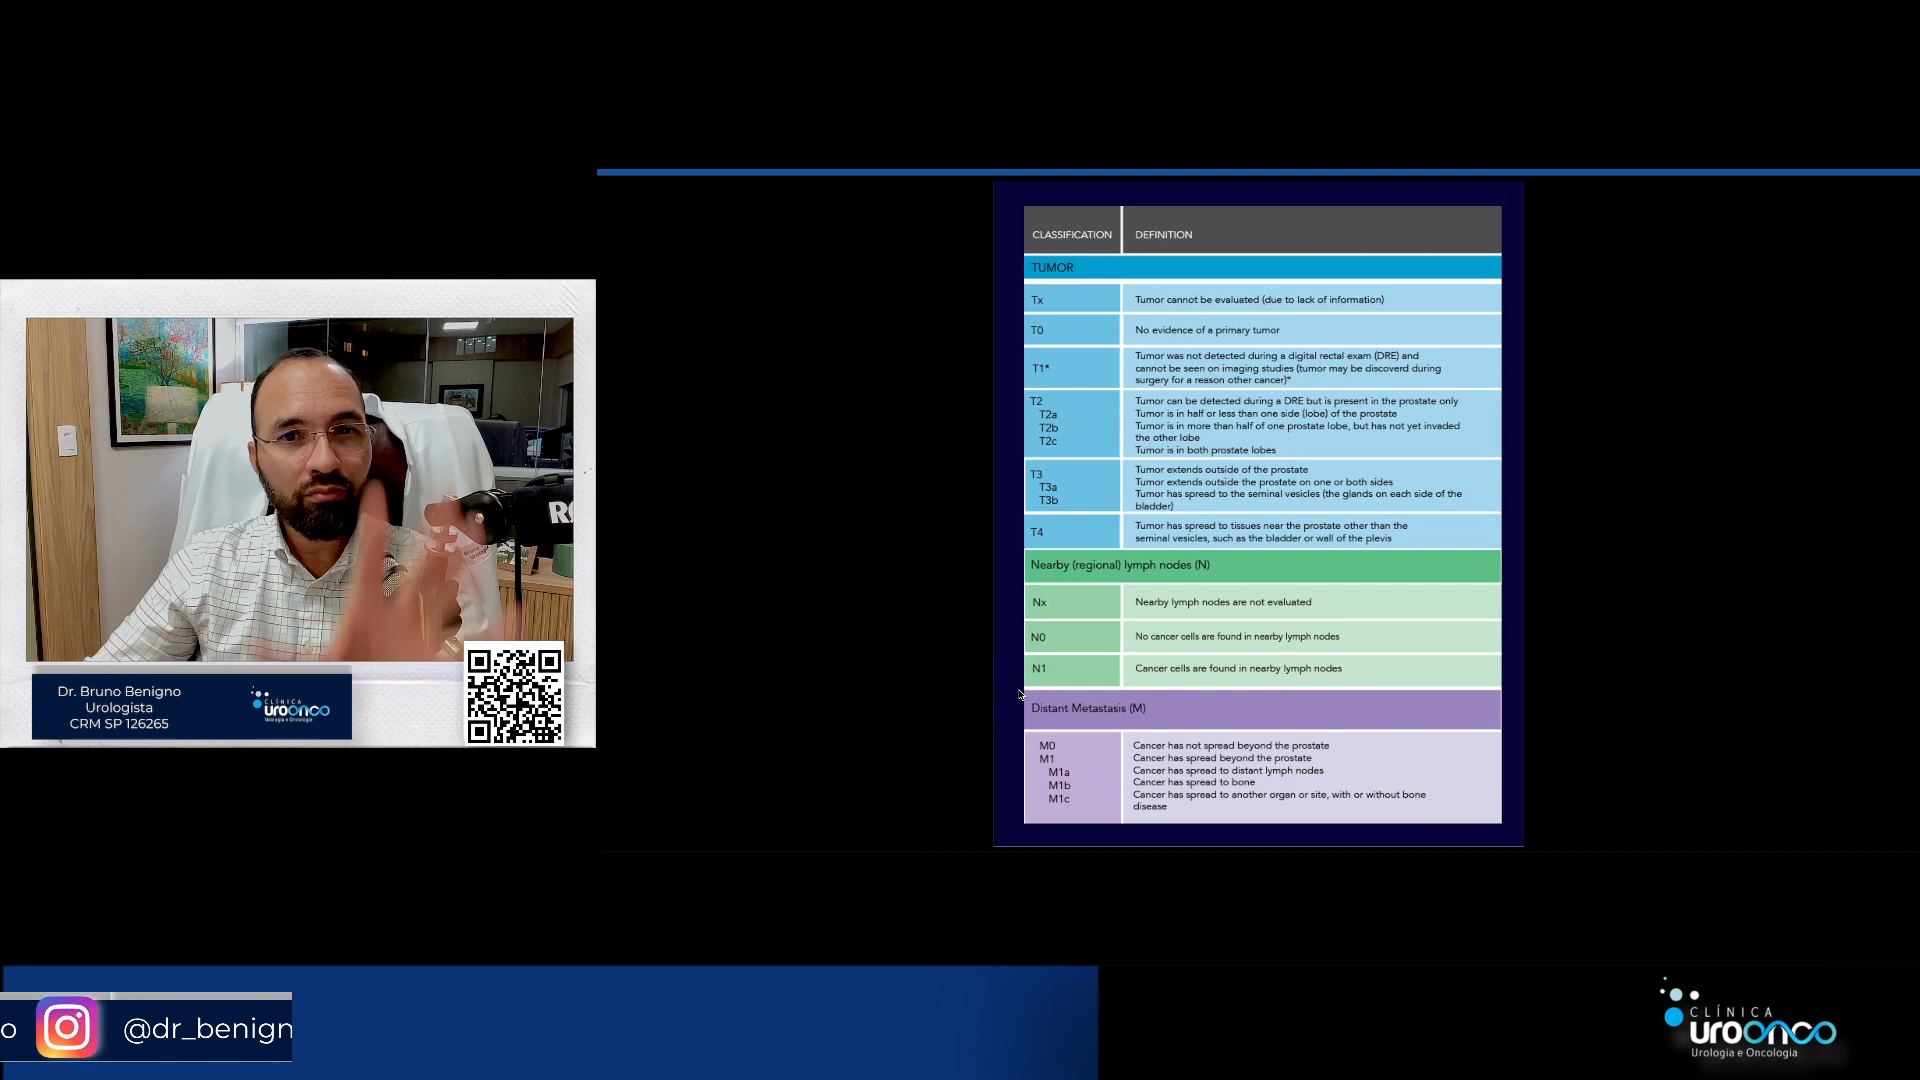 CLASSIFICATION
DEFINITION
TUMOR
Tx
Tumor cannot be evaluated (due to lack of information)
T0
No evidence of a primary tumor
T1*
Tumor was not detected during a digital rectal exam (DRE) and
cannot be seen on imaging studies (tumor may be discoverd during
surgery for a reason other cancer)*
T2
T2a
T2b
T2c
Tumor can be detected during a DRE but is present in the prostate only
Tumor is in half or less than one side (lobe) of the prostate
Tumor is in more than half of one prostate lobe, but has not yet invaded
the other lobe
Tumor is in both prostate lobes
T3
T3a
T3b
Tumor extends outside of the prostate
Tumor extends outside the prostate on one or both sides
Tumor has spread to the seminal vesicles (the glands on each side of the
bladder)
T4
Tumor has spread to tissues near the prostate other than the
seminal vesicles, such as the bladder or wall of the plevis
Nearby (regional) lymph nodes (N)
Nx
Nearby lymph nodes are not evaluated
N0
No cancer cells are found in nearby lymph nodes
N1
Cancer cells are found in nearby lymph nodes
Distant Metastasis (M)
M0
M1
M1a
M1b
M1c
Cancer has not spread beyond the prostate
Cancer has spread beyond the prostate
Cancer has spread to distant lymph nodes
Cancer has spread to bone
Cancer has spread to another organ or site, with or without bone
disease
Dr. Bruno Benigno
Urologista
CRM SP 126265
CLÍNICA
uroonco
Urologia e Oncologia
o
@dr_benign
CLÍNICA
uroonco
Urologia e Oncologia